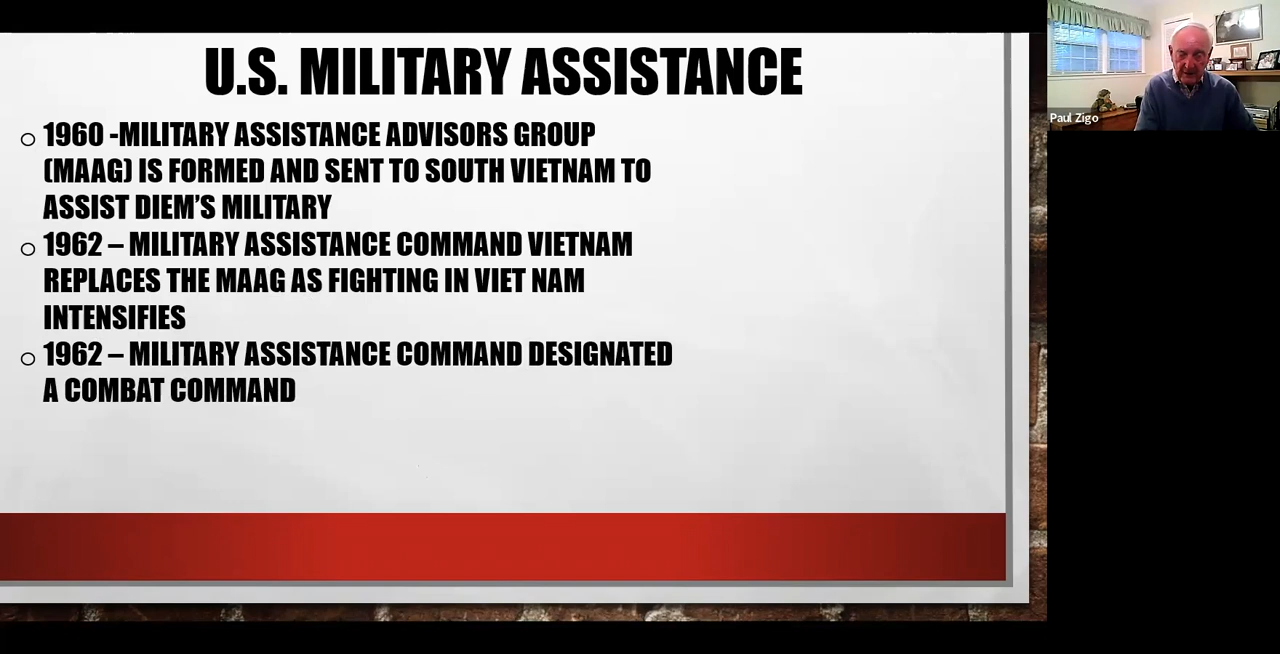 U.S. MILITARY ASSISTANCE
○ 1960 -MILITARY ASSISTANCE ADVISORS GROUP
(MAAG) IS FORMED AND SENT TO SOUTH VIETNAM TO
ASSIST DIEM'S MILITARY
○ 1962 – MILITARY ASSISTANCE COMMAND VIETNAM
REPLACES THE MAAG AS FIGHTING IN VIET NAM
INTENSIFIES
○ 1962 – MILITARY ASSISTANCE COMMAND DESIGNATED
A COMBAT COMMAND
Paul Zigo